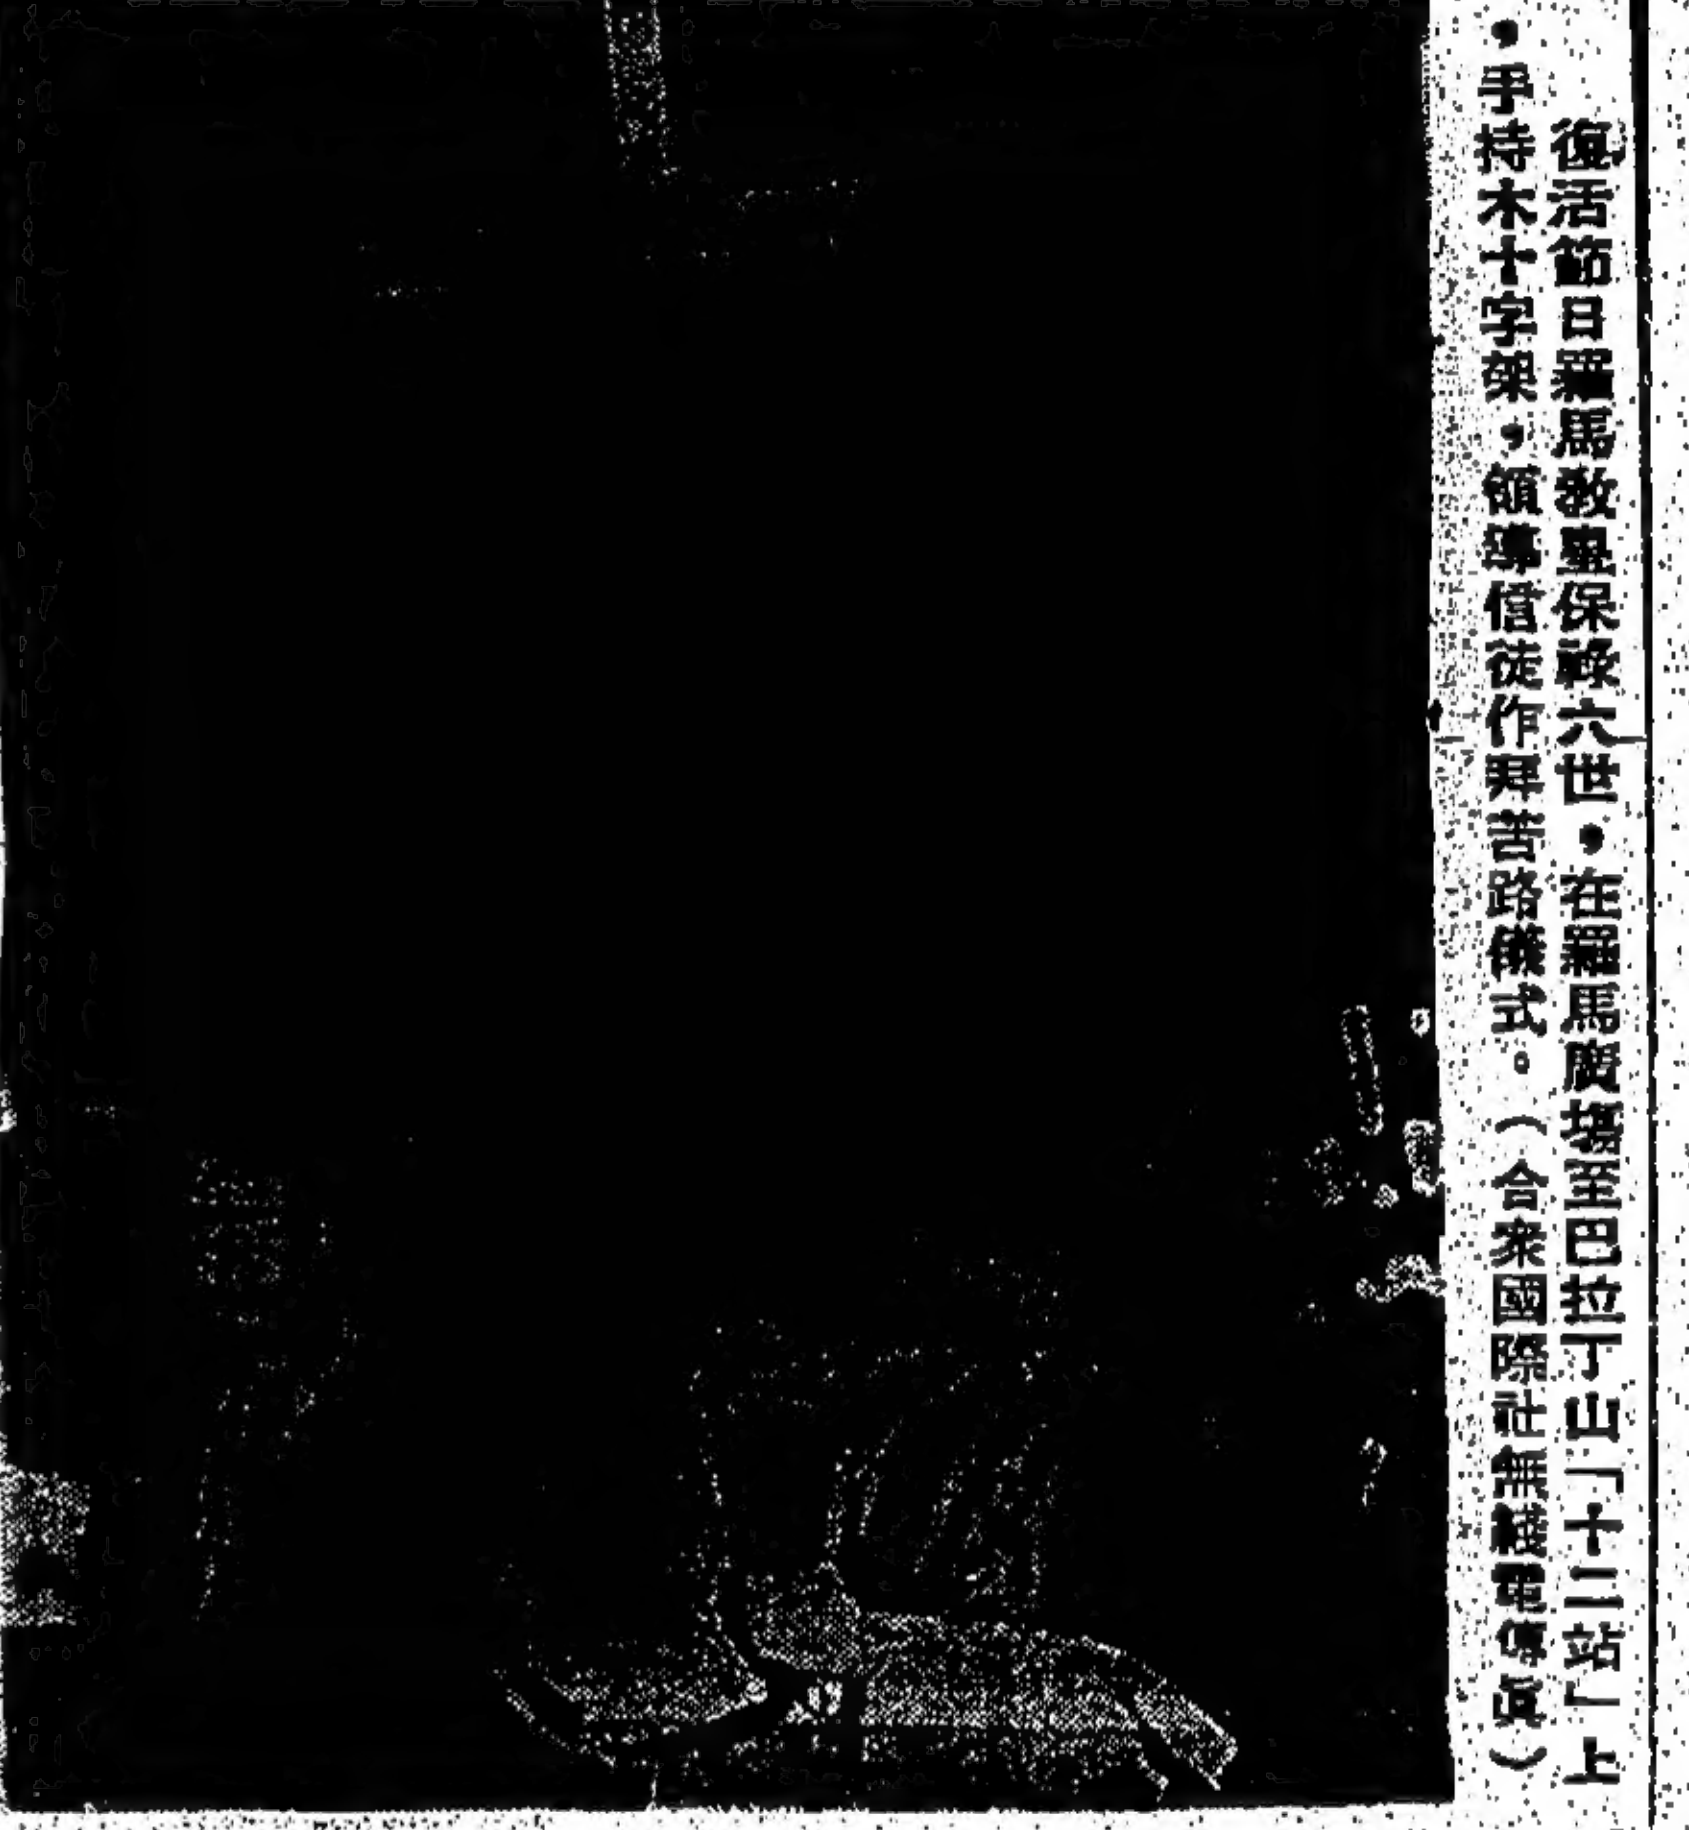 復活節日羅馬教皇保祿六世，在羅馬廣場至巴拉丁山「十二站」上
，手持木十字架，領導信徒作拜苦路儀式。（合衆國際社無綫電傳眞）